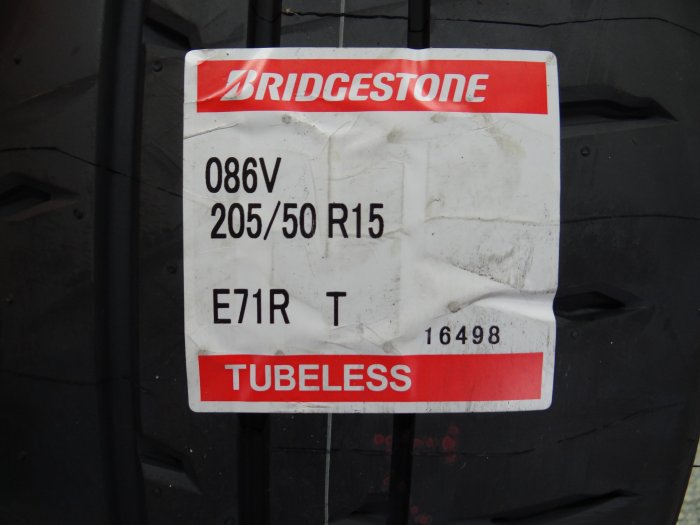 BRIDGESTONE
086V
205/50 R15
E71R T
16498
TUBELESS